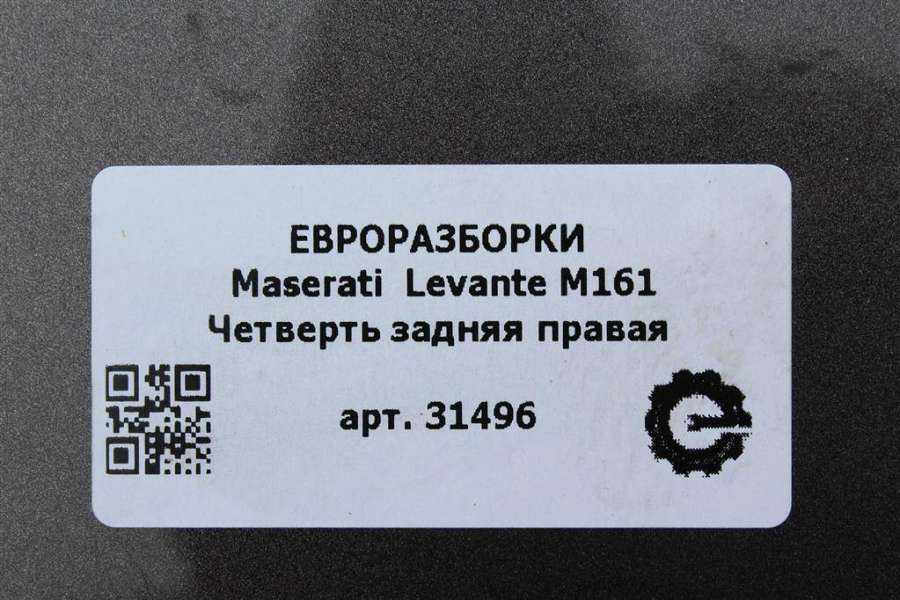 ЕВРОРАЗБОРКИ
Maserati Levante M161
Четверть задняя правая
арт. 31496